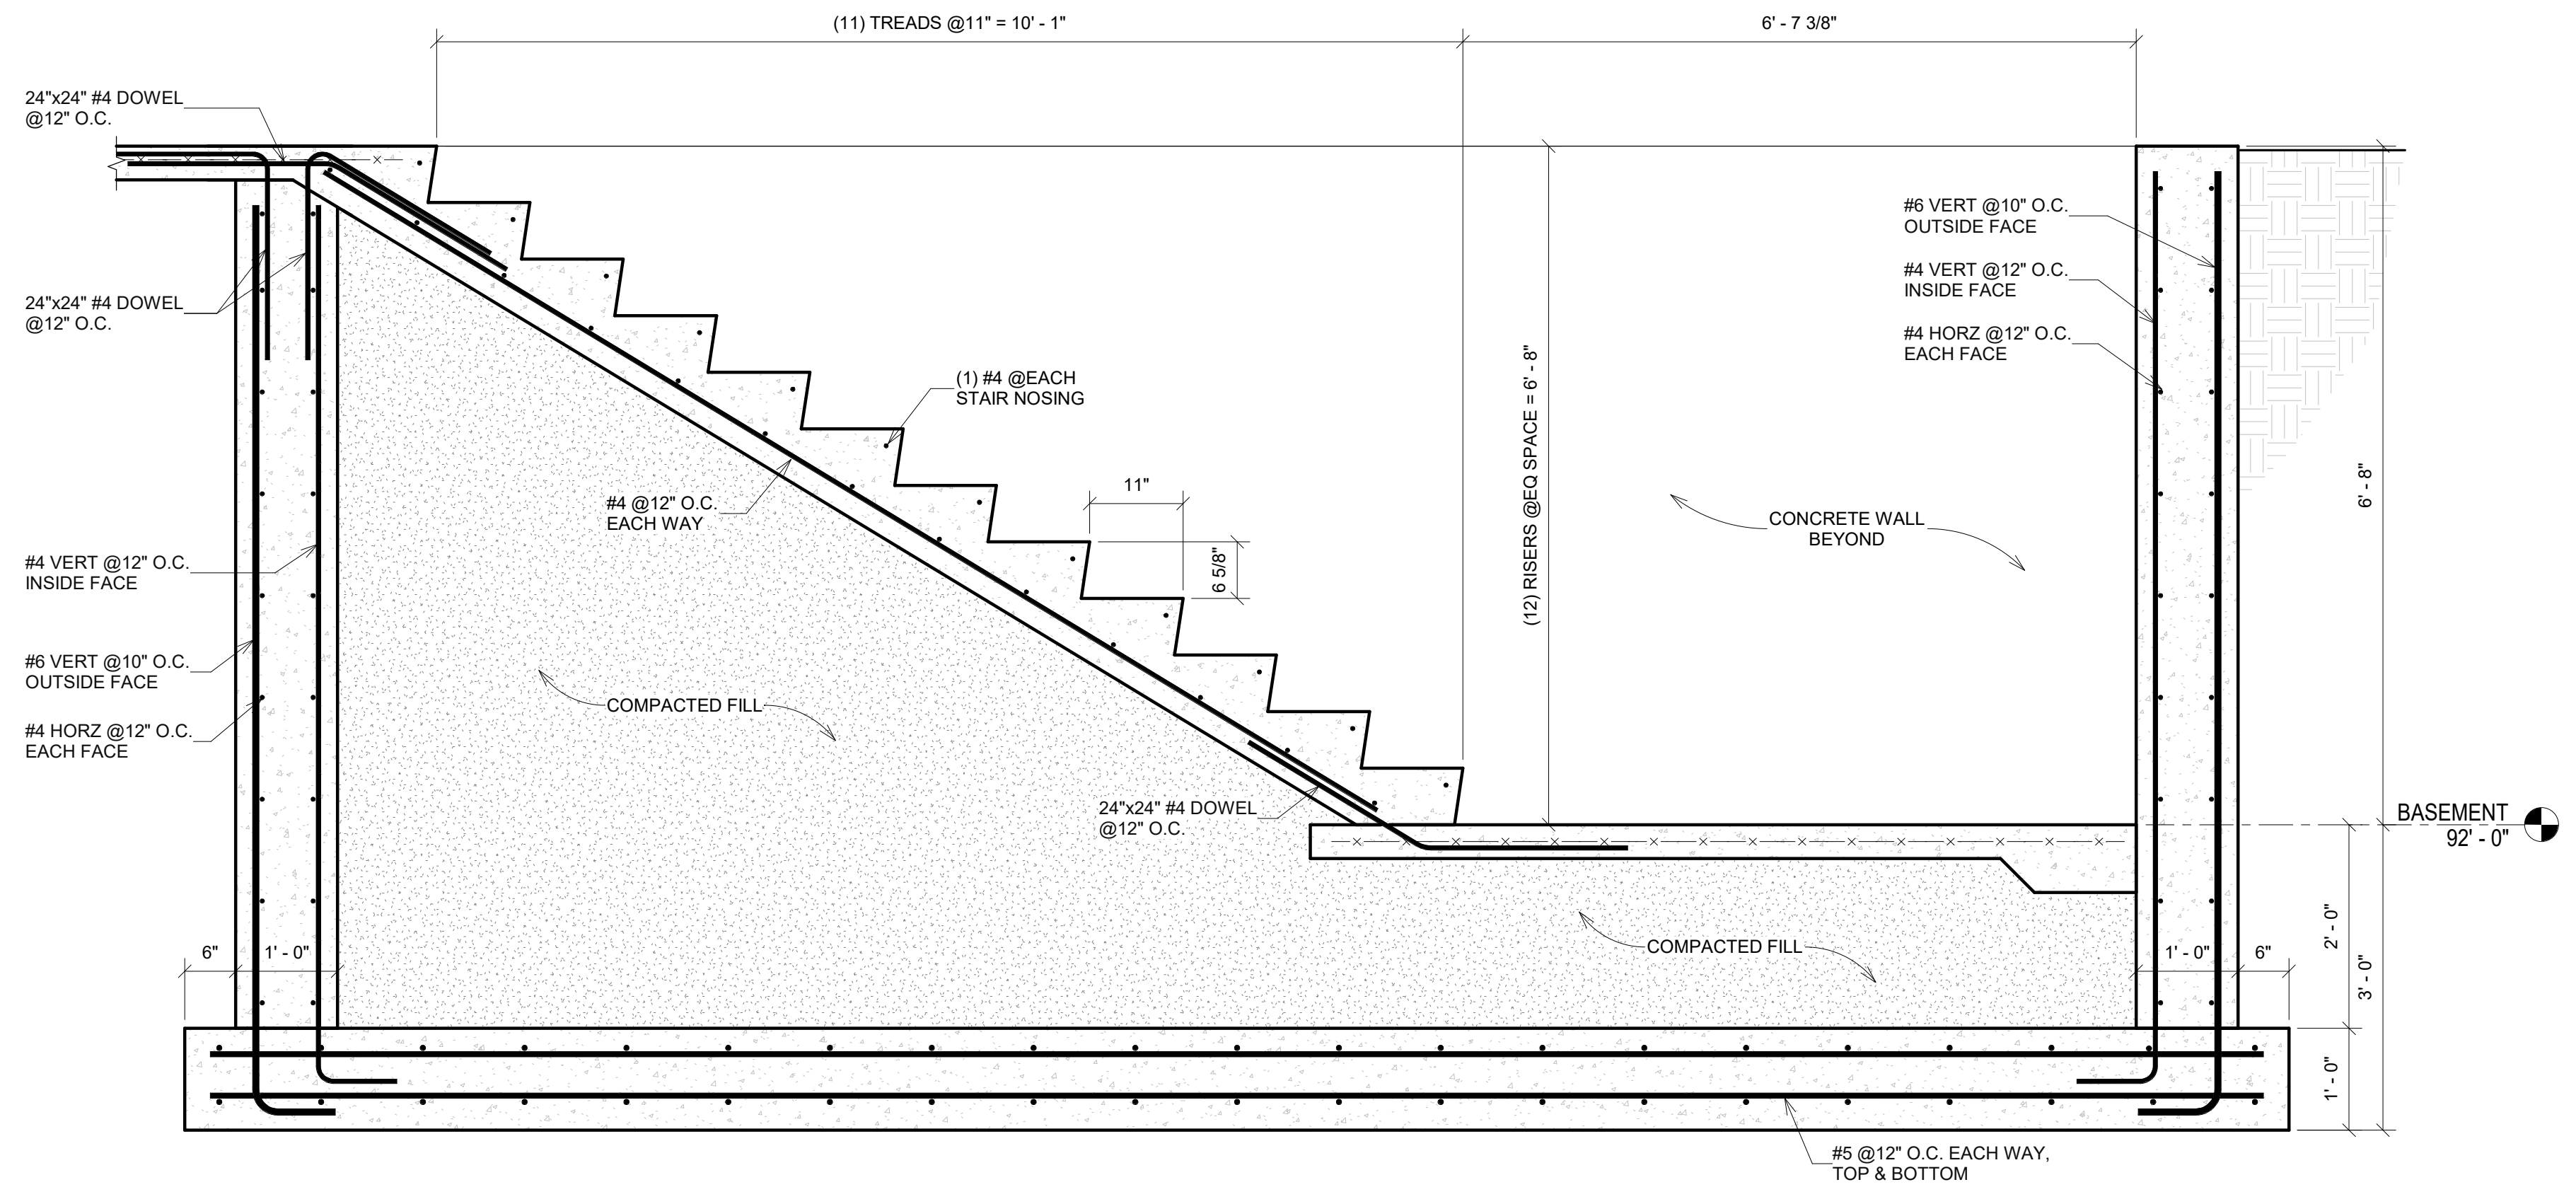 (11) TREADS @11" = 10' - 1"
6' - 7 3/8"
24"x24" #4 DOWEL
@12" O.C.
24"x24" #4 DOWEL
@12" O.C.
#6 VERT @10" O.C.
OUTSIDE FACE
#4 VERT @12" O.C.
INSIDE FACE
#4 HORZ @12" O.C.
EACH FACE
(1) #4 @EACH
STAIR NOSING
(12) RISERS @EQ SPACE = 6' - 8"
6' - 8"
#4 @12" O.C.
EACH WAY
11"
6 5/8"
CONCRETE WALL
BEYOND
#4 VERT @12" O.C.
INSIDE FACE
#6 VERT @10" O.C.
OUTSIDE FACE
#4 HORZ @12" O.C.
EACH FACE
COMPACTED FILL
24"x24" #4 DOWEL
@12" O.C.
BASEMENT
92' - 0"
6"
1' - 0"
COMPACTED FILL
1' - 0"
6"
2' - 0"
3' - 0"
1' - 0"
#5 @12" O.C. EACH WAY,
TOP & BOTTOM